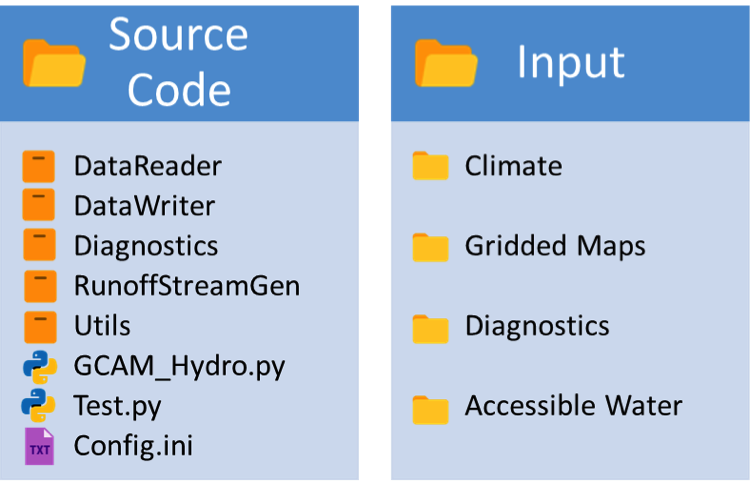 Source
Code
DataReader
DataWriter
Diagnostics
RunoffStreamGen
Utils
GCAM_Hydro.py
Test.py
TXT
Config.ini
Input
Climate
Gridded Maps
Diagnostics
Accessible Water